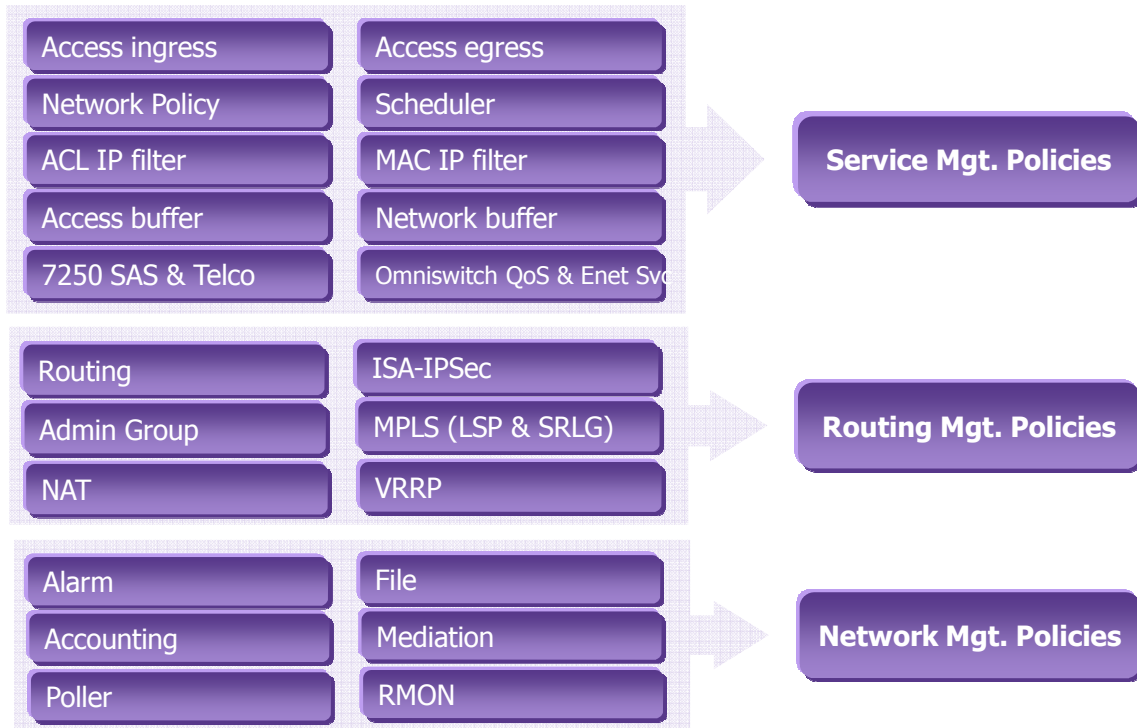 Access ingress
Access egress
Network Policy
Scheduler
ACL IP filter
MAC IP filter
Access buffer
Network buffer
7250 SAS & Telco
Omniswitch QoS & Enet Svc
Service Mgt. Policies
Routing
ISA-IPSec
Admin Group
MPLS (LSP & SRLG)
NAT
VRRP
Routing Mgt. Policies
Alarm
File
Accounting
Mediation
Poller
RMON
Network Mgt. Policies